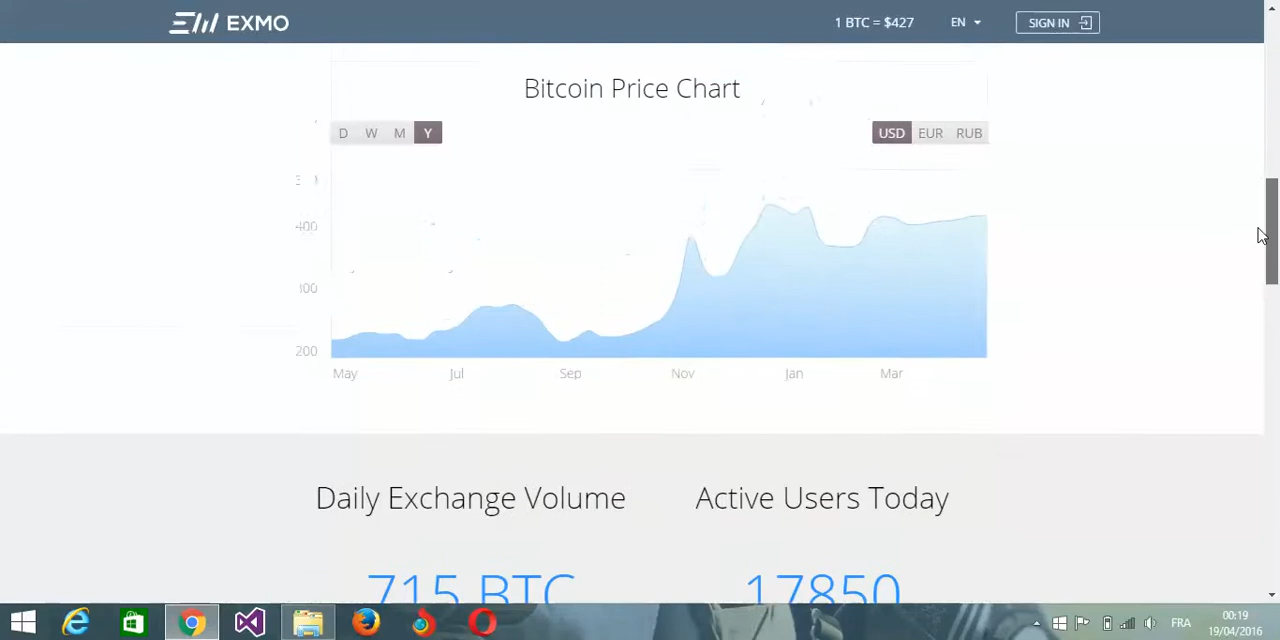 EXMO
1 BTC = $427 EN SIGN IN
Bitcoin Price Chart
D W M Y USD EUR RUB
400
200
May Jul Sep Nov Jan Mar
Daily Exchange Volume Active Users Today
715 BTC 17850
FRA
00:19
19/04/2016